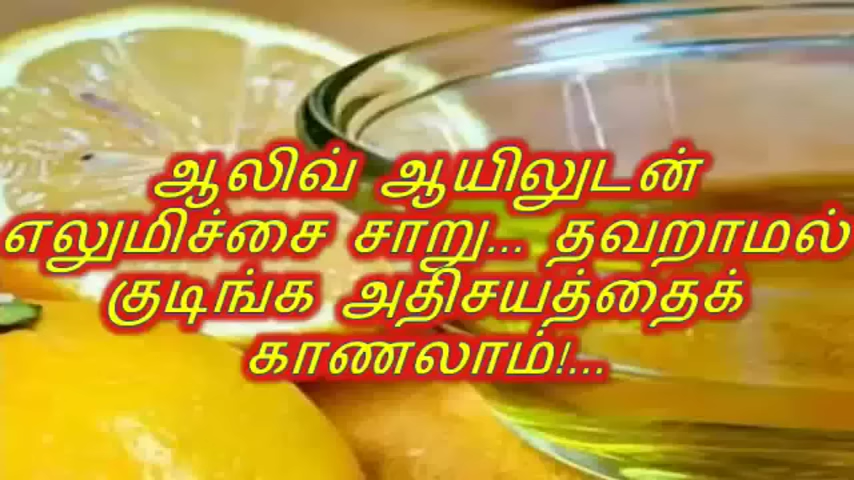 ஆலிவ் ஆயிலுடன்
எலுமிச்சை சாறு... தவறாமல்
குடிங்க அதிசயத்தைக்
காணலாம்!...